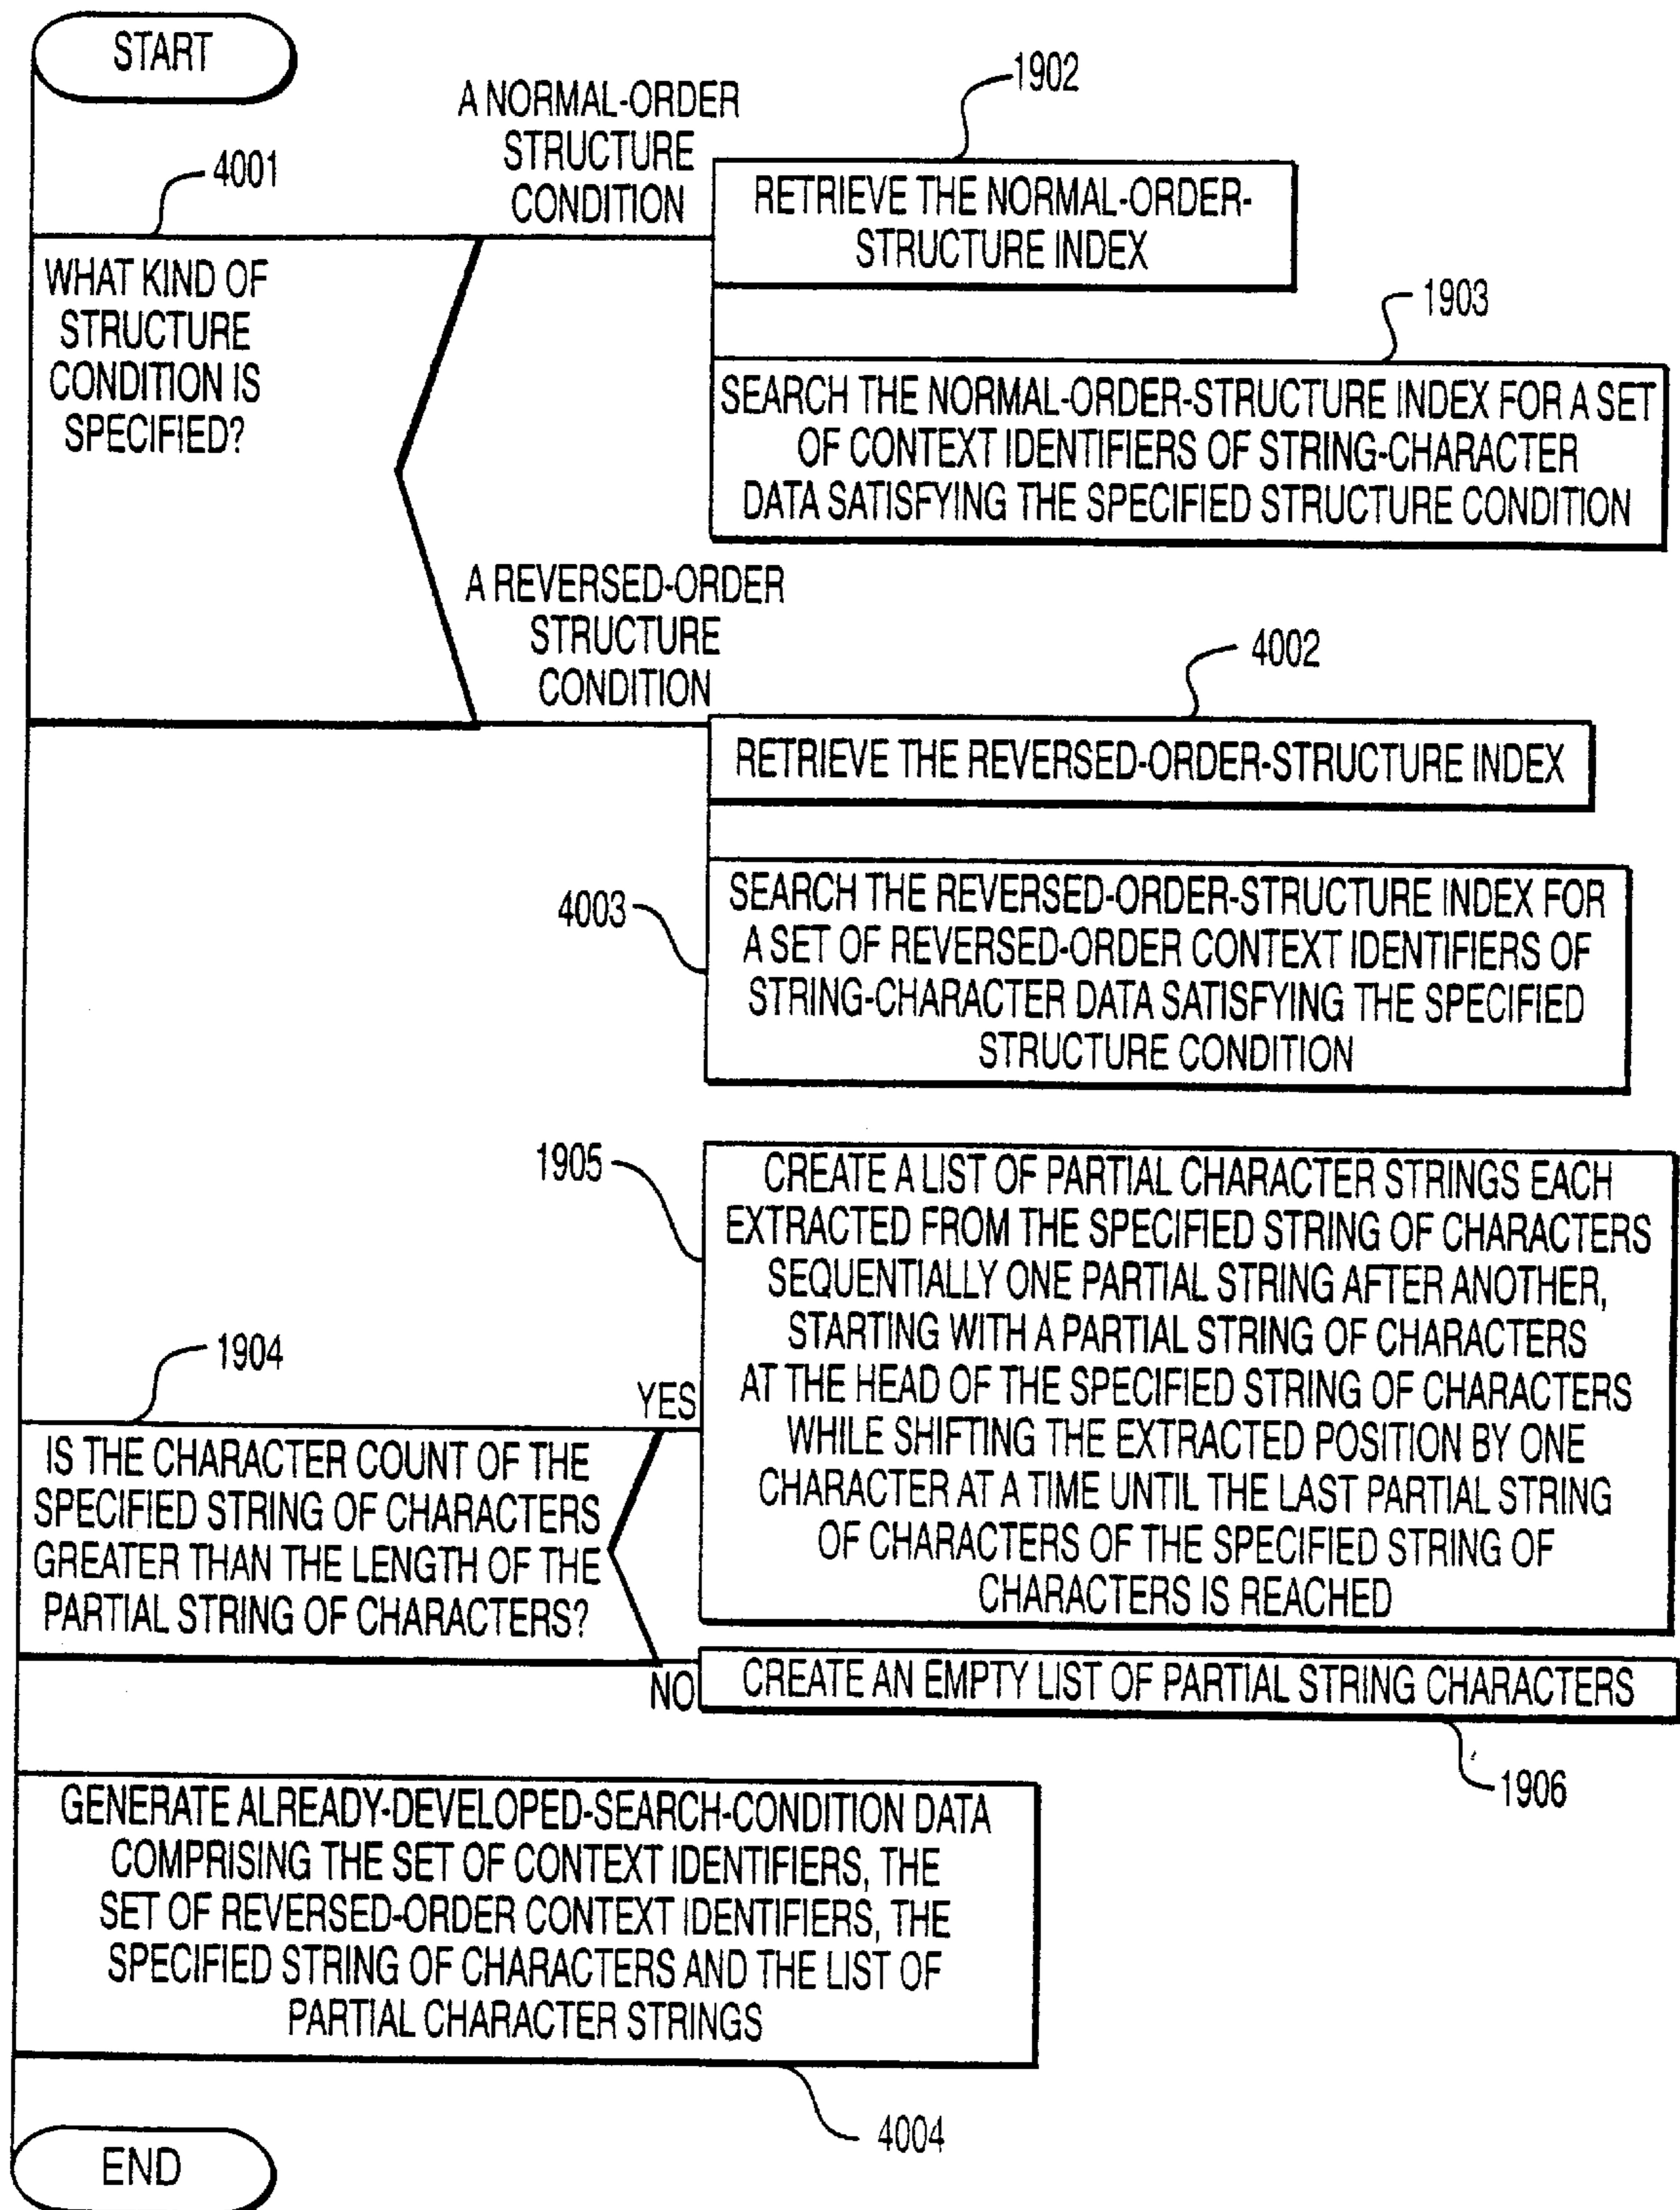 START
4001
WHAT KIND OF
STRUCTURE
CONDITION IS
SPECIFIED?
A NORMAL-ORDER
STRUCTURE
CONDITION
1902
RETRIEVE THE NORMAL-ORDER-
STRUCTURE INDEX
1903
SEARCH THE NORMAL-ORDER-STRUCTURE INDEX FOR A SET
OF CONTEXT IDENTIFIERS OF STRING-CHARACTER
DATA SATISFYING THE SPECIFIED STRUCTURE CONDITION
A REVERSED-ORDER
STRUCTURE
CONDITION
4002
RETRIEVE THE REVERSED-ORDER-STRUCTURE INDEX
4003
SEARCH THE REVERSED-ORDER-STRUCTURE INDEX FOR
A SET OF REVERSED-ORDER CONTEXT IDENTIFIERS OF
STRING-CHARACTER DATA SATISFYING THE SPECIFIED
STRUCTURE CONDITION
1904
IS THE CHARACTER COUNT OF THE
SPECIFIED STRING OF CHARACTERS
GREATER THAN THE LENGTH OF THE
PARTIAL STRING OF CHARACTERS?
YES
1905
CREATE A LIST OF PARTIAL CHARACTER STRINGS EACH
EXTRACTED FROM THE SPECIFIED STRING OF CHARACTERS
SEQUENTIALLY ONE PARTIAL STRING AFTER ANOTHER,
STARTING WITH A PARTIAL STRING OF CHARACTERS
AT THE HEAD OF THE SPECIFIED STRING OF CHARACTERS
WHILE SHIFTING THE EXTRACTED POSITION BY ONE
CHARACTER AT A TIME UNTIL THE LAST PARTIAL STRING
OF CHARACTERS OF THE SPECIFIED STRING OF
CHARACTERS IS REACHED
NO
CREATE AN EMPTY LIST OF PARTIAL STRING CHARACTERS
1906
GENERATE ALREADY-DEVELOPED-SEARCH-CONDITION DATA
COMPRISING THE SET OF CONTEXT IDENTIFIERS, THE
SET OF REVERSED-ORDER CONTEXT IDENTIFIERS, THE
SPECIFIED STRING OF CHARACTERS AND THE LIST OF
PARTIAL CHARACTER STRINGS
4004
END